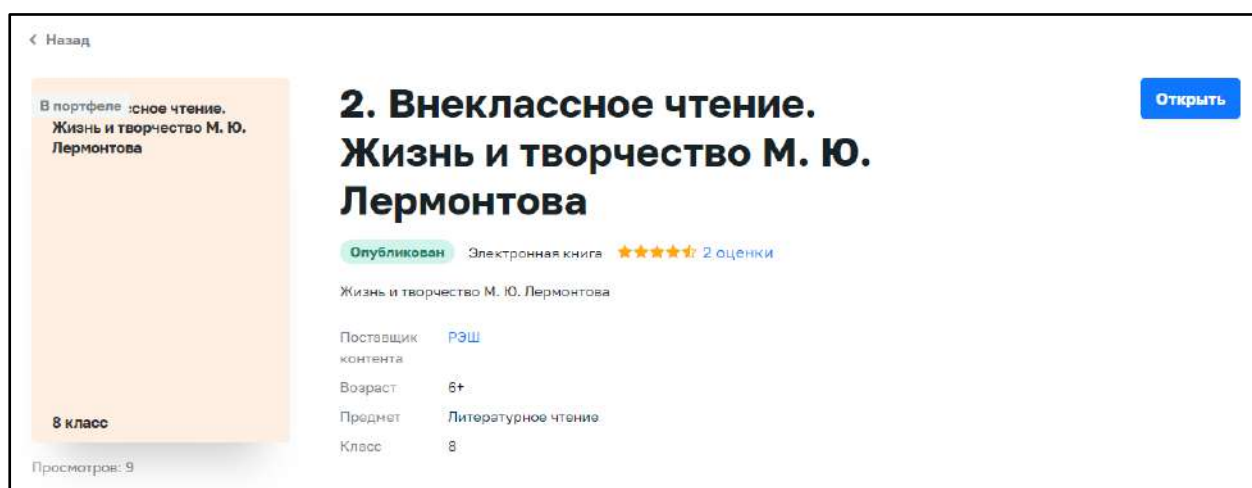 Назад
В портфеле сное чтение.
Жизнь и творчество М. Ю.
Лермонтова
8 класс
Просмотров: 9
2. Внеклассное чтение.
Жизнь и творчество М. Ю.
Лермонтова
Опубликован Электронная книга 2 оценки
Жизнь и творчество М. Ю. Лермонтова
Поставщик контента РЭШ
Возраст 6+
Предмет Литературное чтение
Класс 8
Открыть